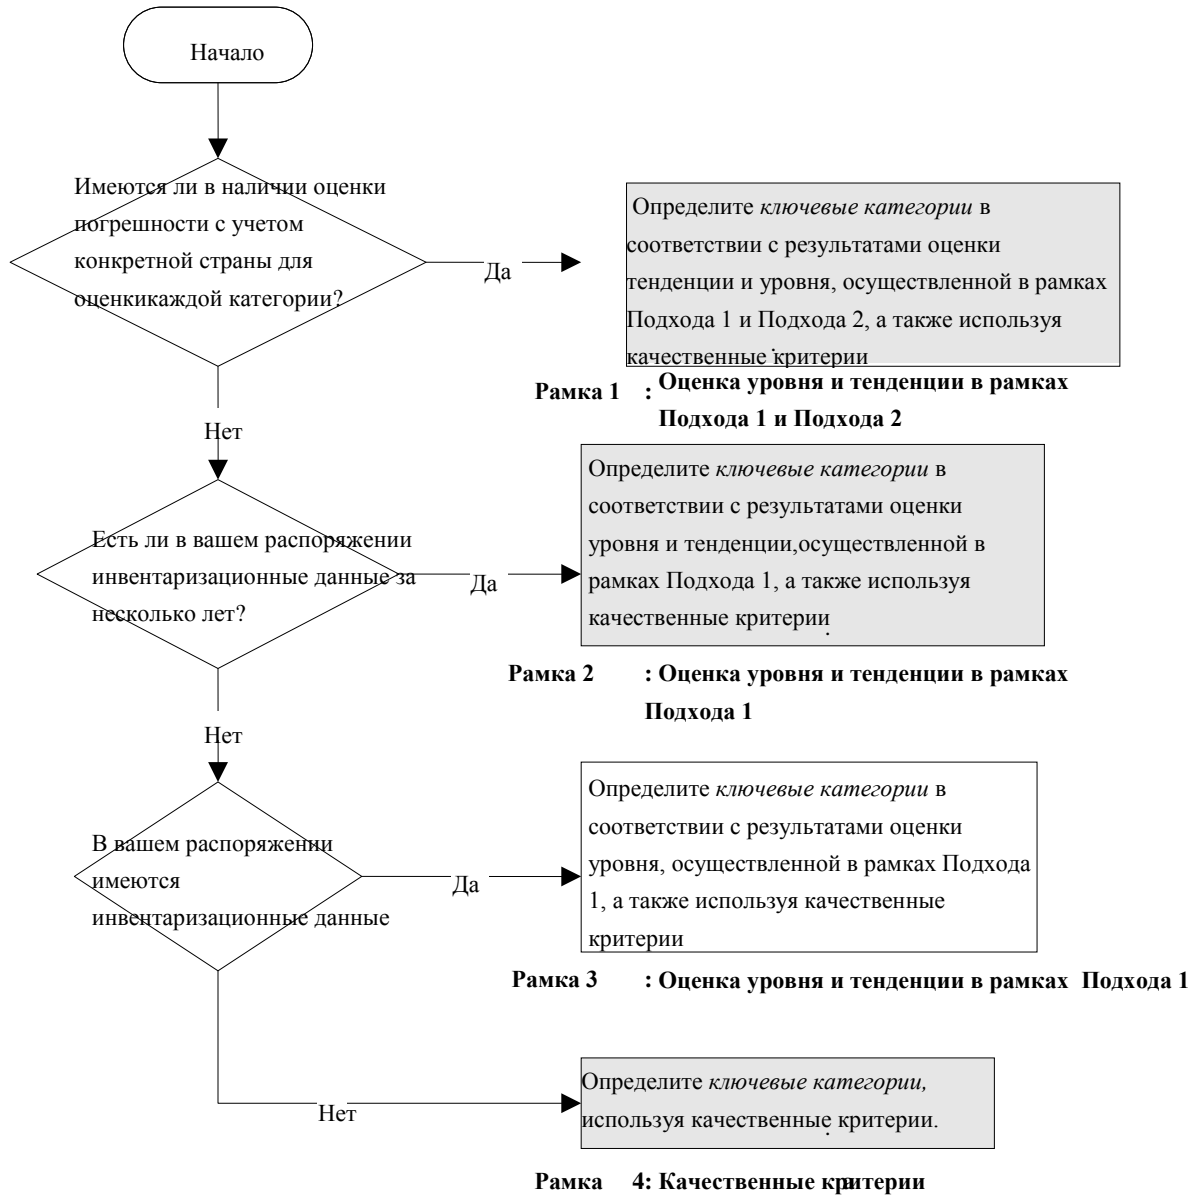 Начало
Имеются ли в наличии оценки
погрешности с учетом
конкретной страны для
оценкикаждой категории?
Да
Определите ключевые категории в
соответствии с результатами оценки
тенденции и уровня, осуществленной в рамках
Подхода 1 и Подхода 2, а также используя
качественные критерии.
Рамка 1 : Оценка уровня и тенденции в рамках
Подхода 1 и Подхода 2
Нет
Есть ли в вашем распоряжении
инвентаризационные данные за
несколько лет?
Да
Определите ключевые категории в
соответствии с результатами оценки
уровня и тенденции,осуществленной в
рамках Подхода 1, а также используя
качественные критерии.
Рамка 2 : Оценка уровня и тенденции в рамках
Подхода 1
Нет
В вашем распоряжении
имеются
инвентаризационные данные
Да
Определите ключевые категории в
соответствии с результатами оценки
уровня, осуществленной в рамках Подхода
1, а также используя качественные
критерии
Рамка 3 : Оценка уровня и тенденции в рамках Подхода 1
Нет
Определите ключевые категории,
используя качественные критерии.
Рамка 4: Качественные критерии